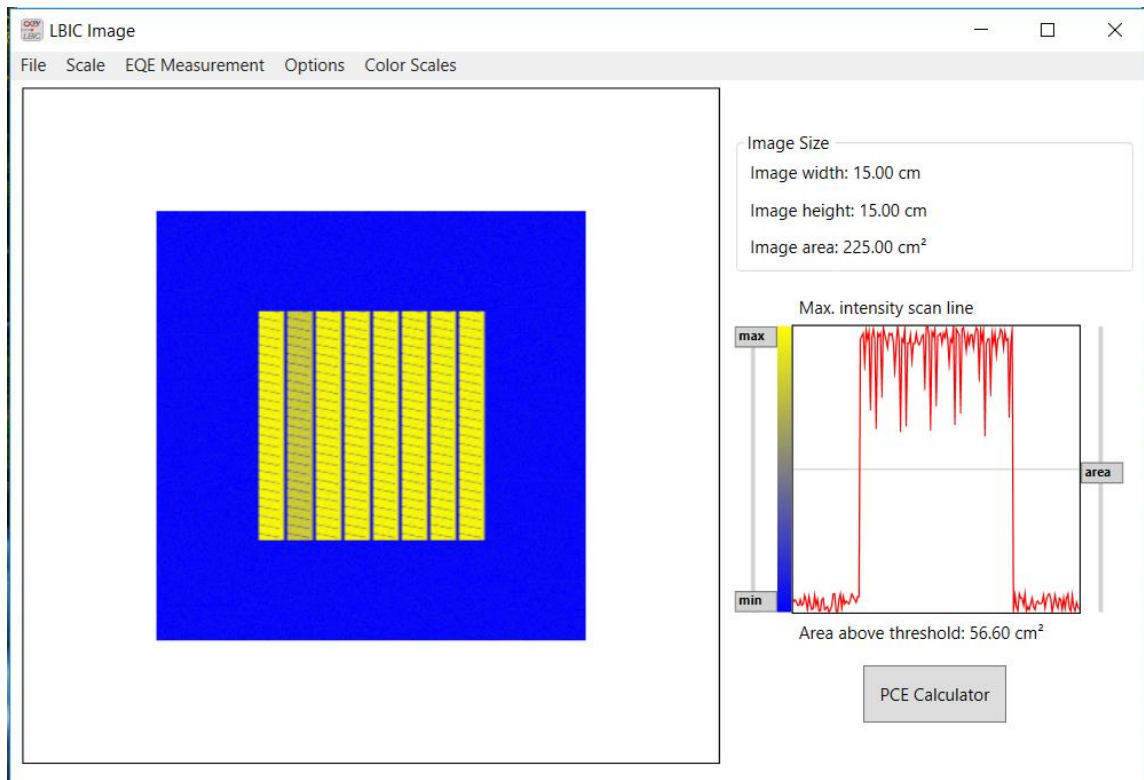 LBIC Image
File Scale EQE Measurement Options Color Scales
Image Size
Image width: 15.00 cm
Image height: 15.00 cm
Image area: 225.00 cm²
Max. intensity scan line
max
area
min
Area above threshold: 56.60 cm²
PCE Calculator